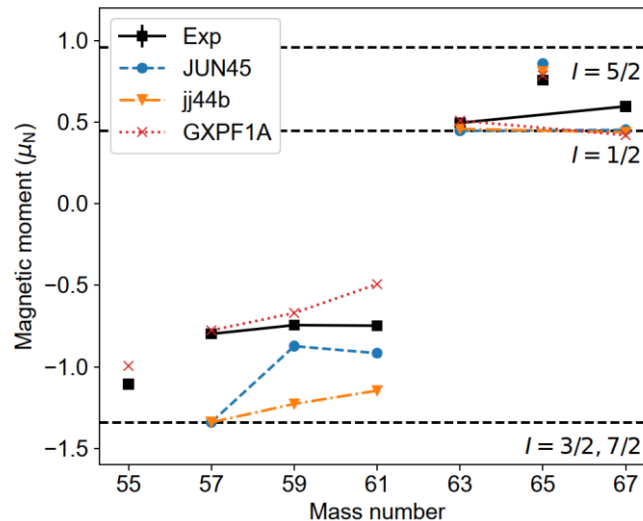 Exp
JUN45
jj44b
GXPF1A
I = 5/2
I = 1/2
I = 3/2, 7/2
Magnetic moment (μN)
1.0
0.5
0.0
−0.5
−1.0
−1.5
55 57 59 61 63 65 67
Mass number